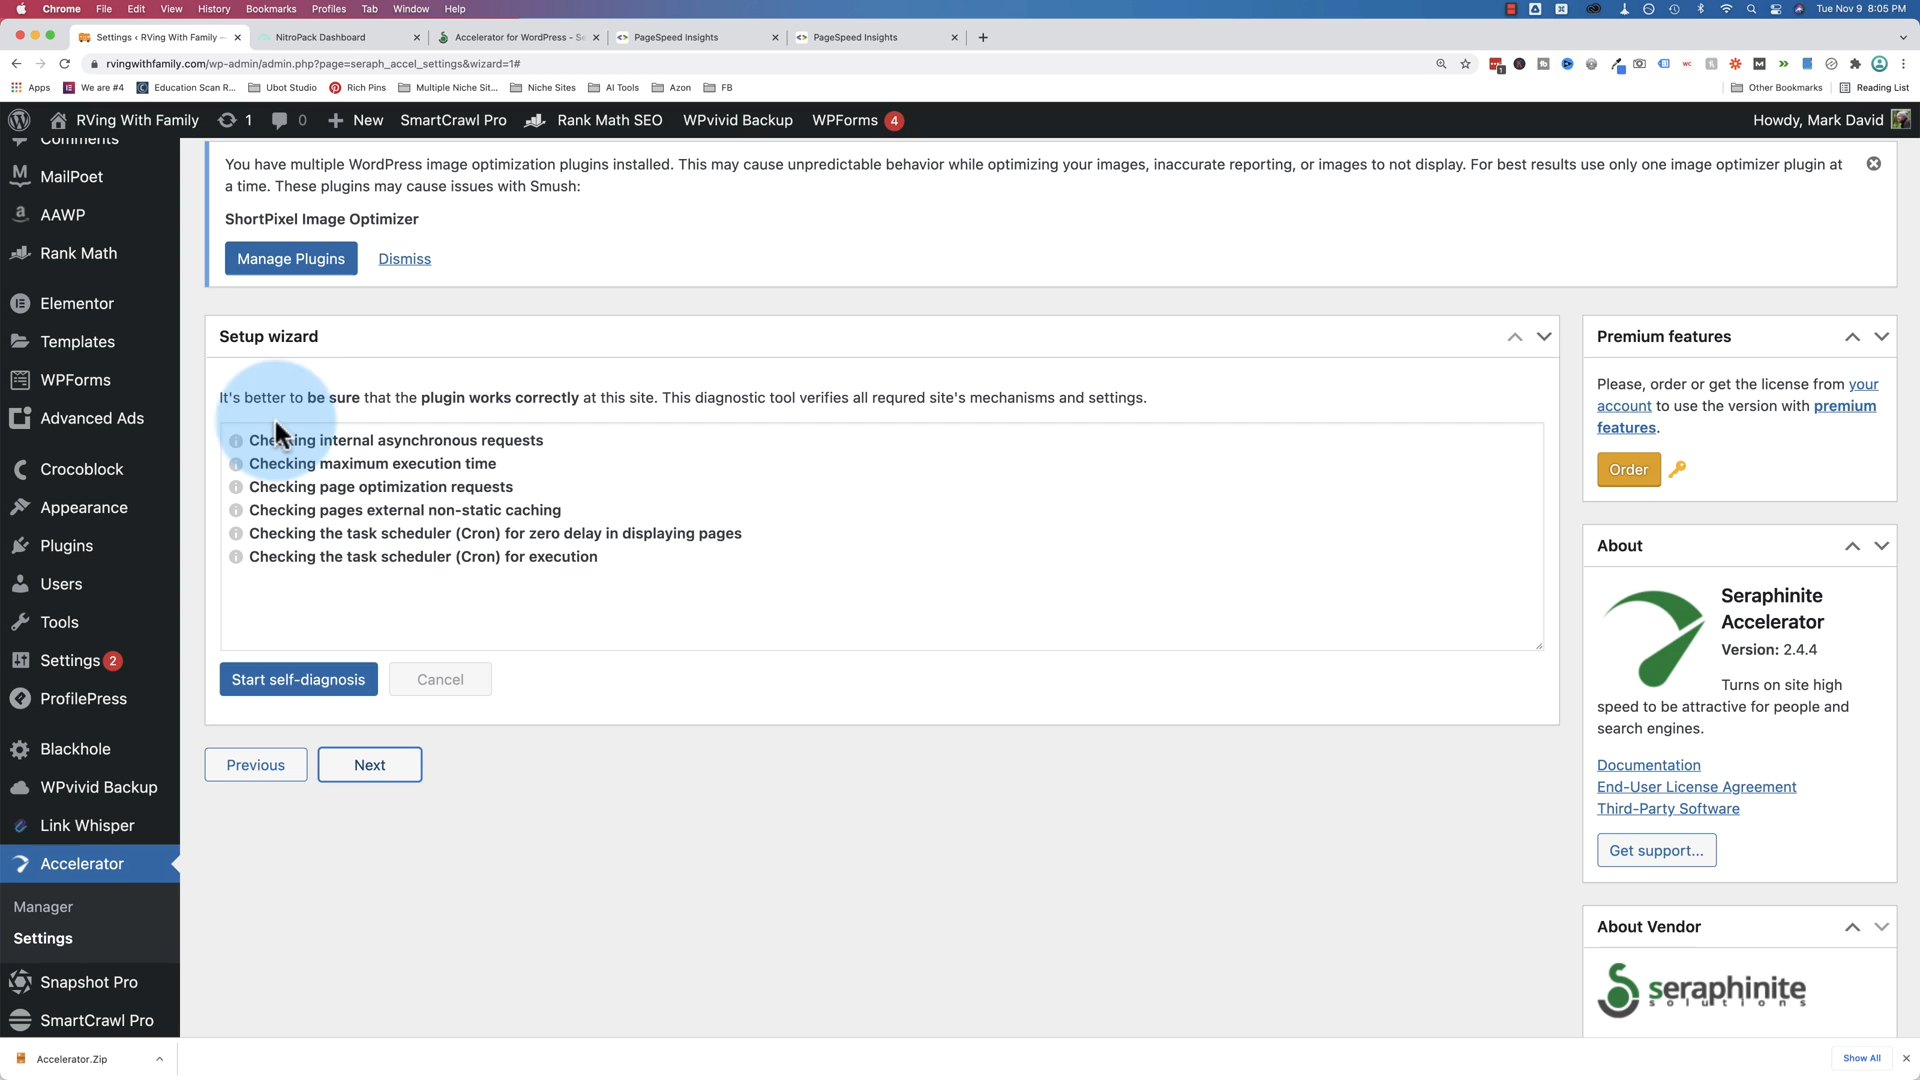 Chrome File Edit View History Bookmarks Profiles Tab Window Help Tue Nov 9 8:05 PM
Settings ‹ RVing With Family — NitroPack Dashboard Accelerator for WordPress - Se PageSpeed Insights PageSpeed Insights
rvingwithfamily.com/wp-admin/admin.php?page=seraph_accel_settings&wizard=1#
Apps We are #4 Education Scan R... Ubot Studio Rich Pins Multiple Niche Sit... Niche Sites AI Tools Azon FB Other Bookmarks Reading List
RVing With Family 1 0 New SmartCrawl Pro Rank Math SEO WPvivid Backup WPForms 4 Howdy, Mark David
Comments
MailPoet
AAWP
Rank Math
Elementor
Templates
WPForms
Advanced Ads
Crocoblock
Appearance
Plugins
Users
Tools
Settings 2
ProfilePress
Blackhole
WPvivid Backup
Link Whisper
Accelerator
Manager
Settings
Snapshot Pro
SmartCrawl Pro
You have multiple WordPress image optimization plugins installed. This may cause unpredictable behavior while optimizing your images, inaccurate reporting, or images to not display. For best results use only one image optimizer plugin at
a time. These plugins may cause issues with Smush:
ShortPixel Image Optimizer
Manage Plugins Dismiss
Setup wizard
It's better to be sure that the plugin works correctly at this site. This diagnostic tool verifies all requred site's mechanisms and settings.
Checking internal asynchronous requests
Checking maximum execution time
Checking page optimization requests
Checking pages external non-static caching
Checking the task scheduler (Cron) for zero delay in displaying pages
Checking the task scheduler (Cron) for execution
Start self-diagnosis Cancel
Previous Next
Premium features
Please, order or get the license from your
account to use the version with premium
features.
Order
About
Seraphinite
Accelerator
Version: 2.4.4
Turns on site high
speed to be attractive for people and
search engines.
Documentation
End-User License Agreement
Third-Party Software
Get support...
About Vendor
seraphinite
solutions
Accelerator.Zip Show All